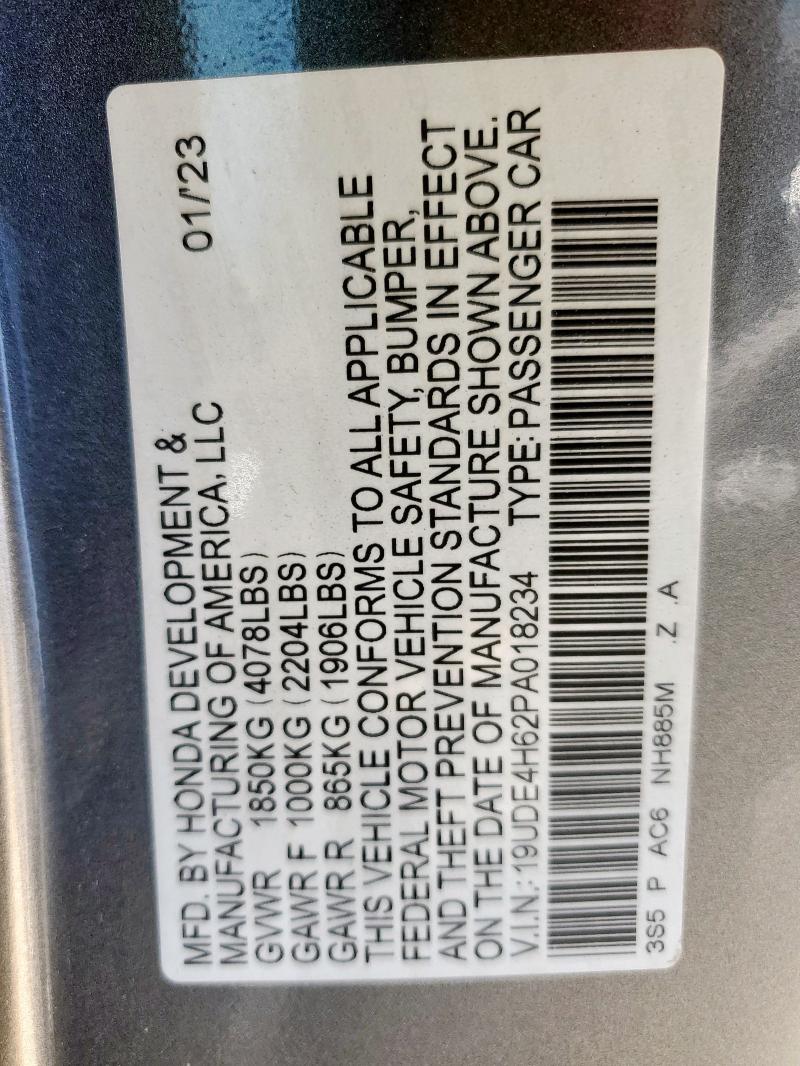 MFD. BY HONDA DEVELOPMENT &
MANUFACTURING OF AMERICA, LLC 01/'23
GVWR 1850KG (4078LBS)
GAWR F 1000KG (2204LBS)
GAWR R 865KG (1906LBS)
THIS VEHICLE CONFORMS TO ALL APPLICABLE
FEDERAL MOTOR VEHICLE SAFETY, BUMPER,
AND THEFT PREVENTION STANDARDS IN EFFECT
ON THE DATE OF MANUFACTURE SHOWN ABOVE.
V.I.N.: 19UDE4H62PA018234 TYPE: PASSENGER CAR
3S5 P AC6 NH885M .Z .A